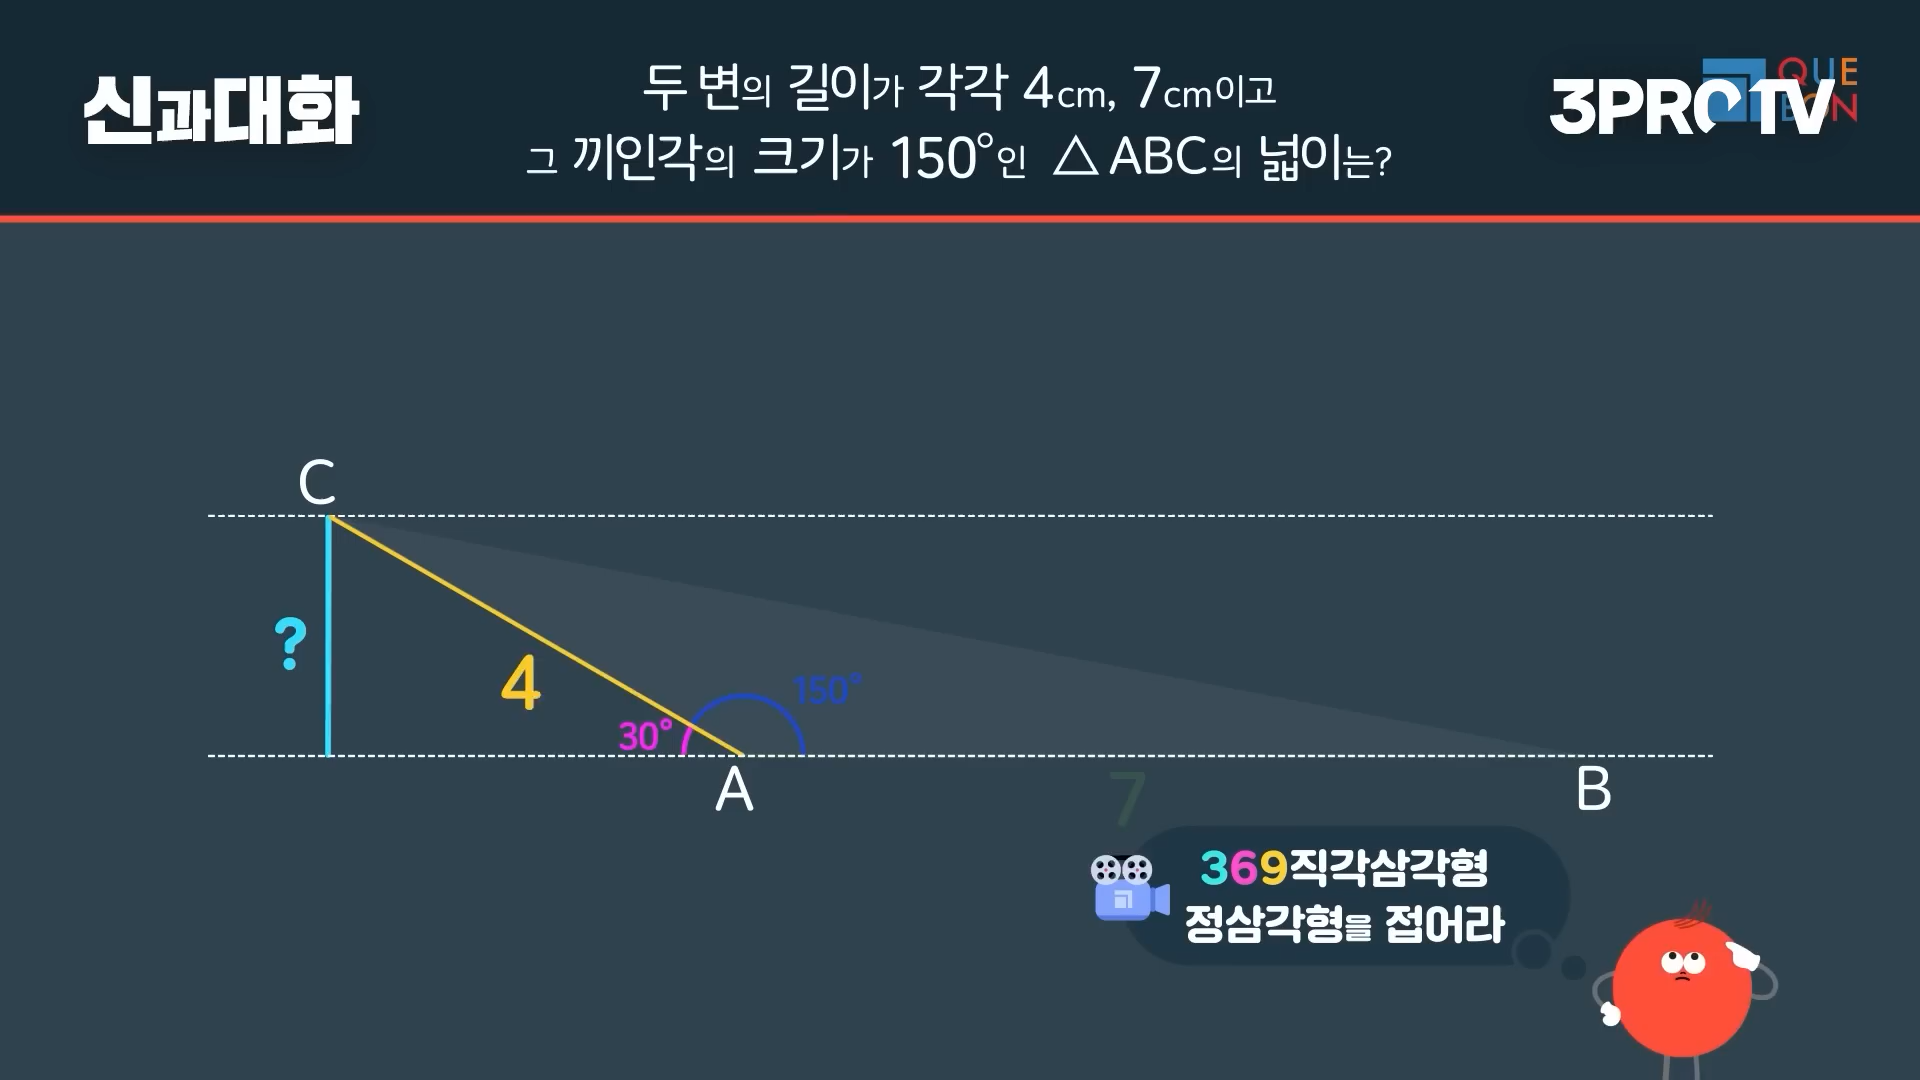 신과대화
두 변의 길이가 각각 4cm, 7cm이고
그 끼인각의 크기가 150°인 △ABC의 넓이는?
3PROTV
QUE
BON
C
?
4
150°
30°
A
B
7
369직각삼각형
정삼각형을 접어라